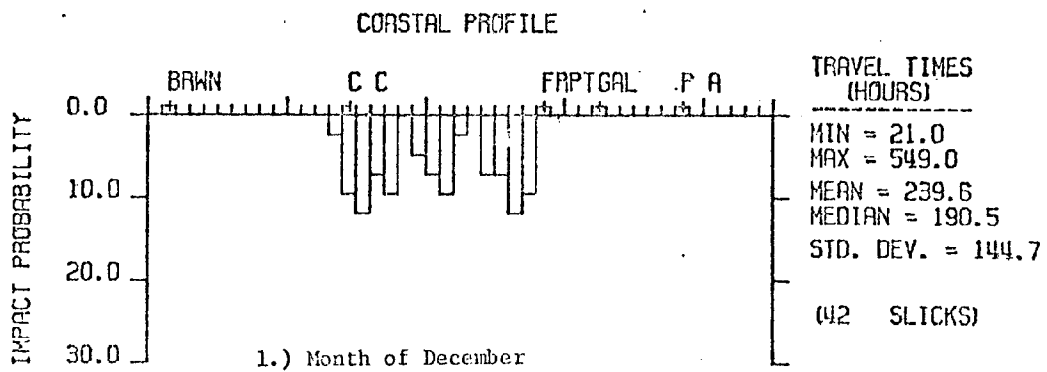 COASTAL PROFILE
BRWN C C FRPTGAL P A
TRAVEL TIMES
(HOURS)
IMPACT PROBABILITY
0.0
10.0
20.0
30.0
MIN = 21.0
MAX = 549.0
MEAN = 239.6
MEDIAN = 190.5
STD. DEV. = 144.7
(42 SLICKS)
1.) Month of December